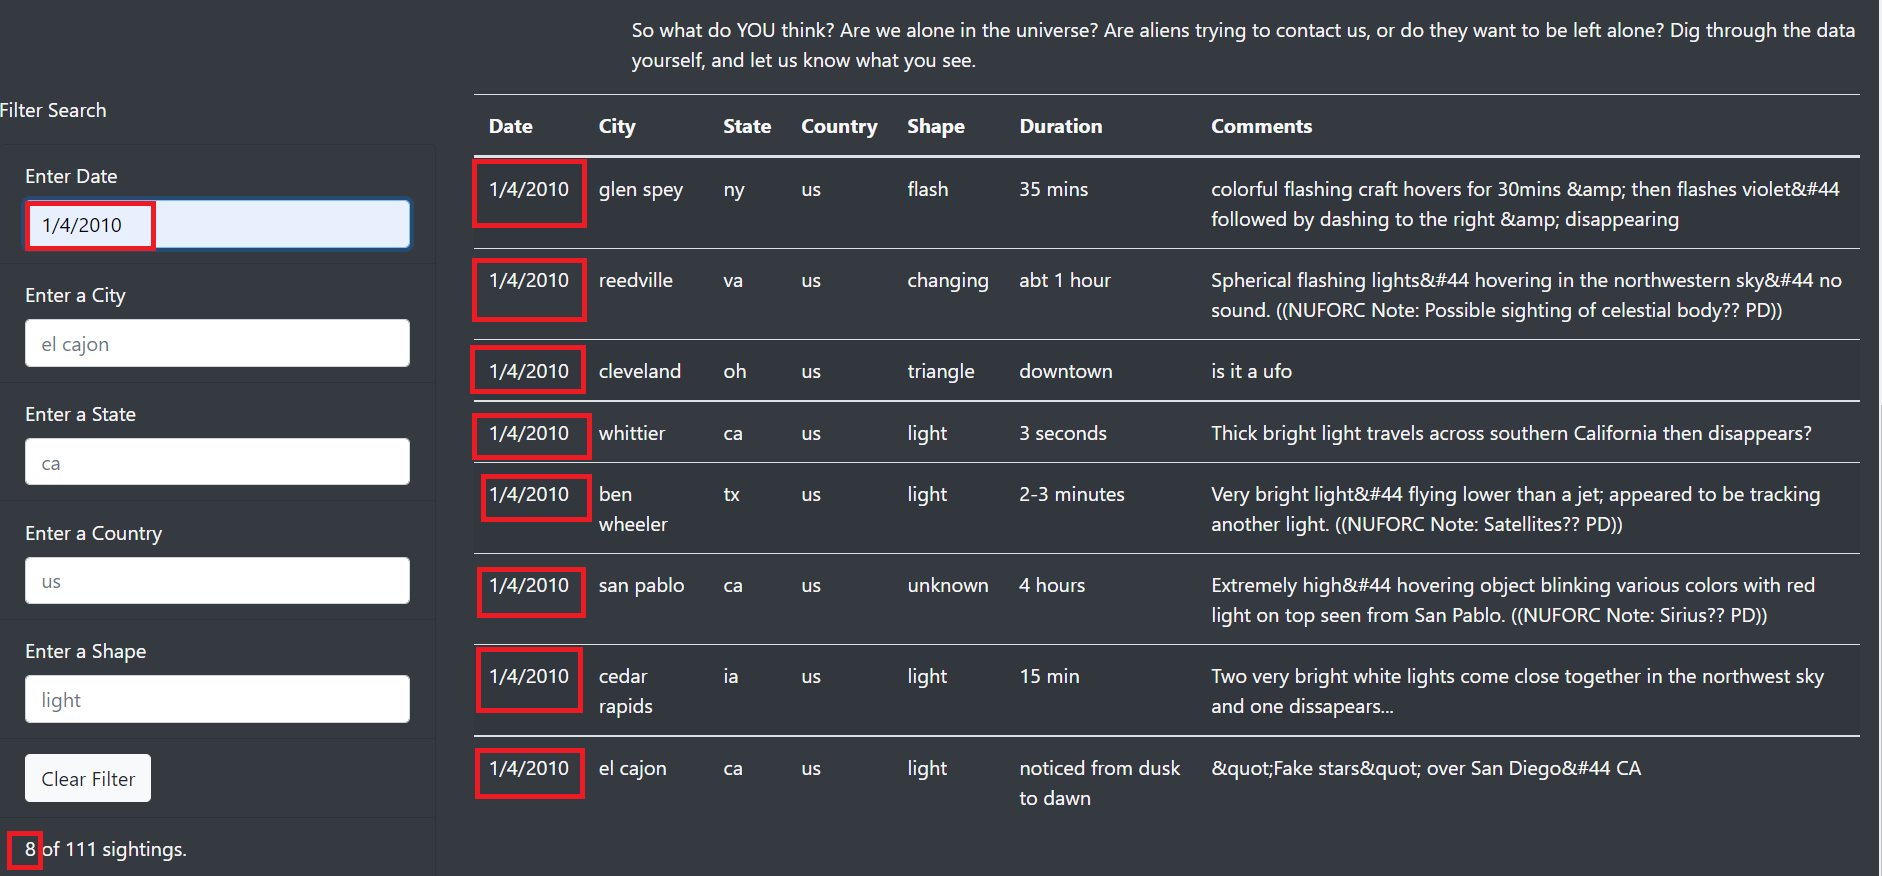 So what do YOU think? Are we alone in the universe? Are aliens trying to contact us, or do they want to be left alone? Dig through the data
yourself, and let us know what you see.
Filter Search
Enter Date
1/4/2010
Enter a City
el cajon
Enter a State
ca
Enter a Country
us
Enter a Shape
light
Clear Filter
8 of 111 sightings.
Date City State Country Shape Duration Comments
1/4/2010 glen spey ny us flash 35 mins colorful flashing craft hovers for 30mins &amp; then flashes violet&#44
followed by dashing to the right &amp; disappearing
1/4/2010 reedville va us changing abt 1 hour Spherical flashing lights&#44 hovering in the northwestern sky&#44 no
sound. ((NUFORC Note: Possible sighting of celestial body?? PD))
1/4/2010 cleveland oh us triangle downtown is it a ufo
1/4/2010 whittier ca us light 3 seconds Thick bright light travels across southern California then disappears?
1/4/2010 ben tx us light 2-3 minutes Very bright light&#44 flying lower than a jet; appeared to be tracking
wheeler another light. ((NUFORC Note: Satellites?? PD))
1/4/2010 san pablo ca us unknown 4 hours Extremely high&#44 hovering object blinking various colors with red
light on top seen from San Pablo. ((NUFORC Note: Sirius?? PD))
1/4/2010 cedar ia us light 15 min Two very bright white lights come close together in the northwest sky
rapids and one dissapears...
1/4/2010 el cajon ca us light noticed from dusk &quot;Fake stars&quot; over San Diego&#44 CA
to dawn